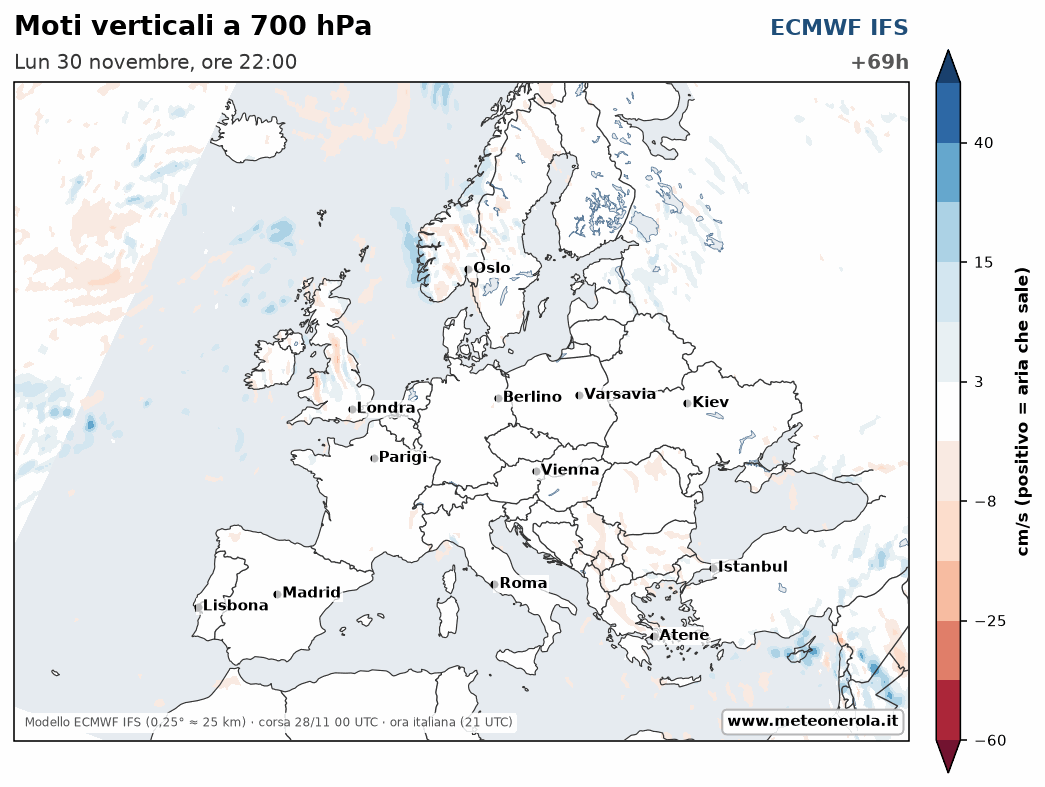 Moti verticali a 700 hPa
ECMWF IFS
Lun 30 novembre, ore 22:00
+69h
40
15
3
−8
−25
−60
cm/s (positivo = aria che sale)
Oslo
Londra
Berlino
Varsavia
Kiev
Parigi
Vienna
Istanbul
Roma
Madrid
Lisbona
Atene
Modello ECMWF IFS (0,25° ≈ 25 km) · corsa 28/11 00 UTC · ora italiana (21 UTC)
www.meteonerola.it